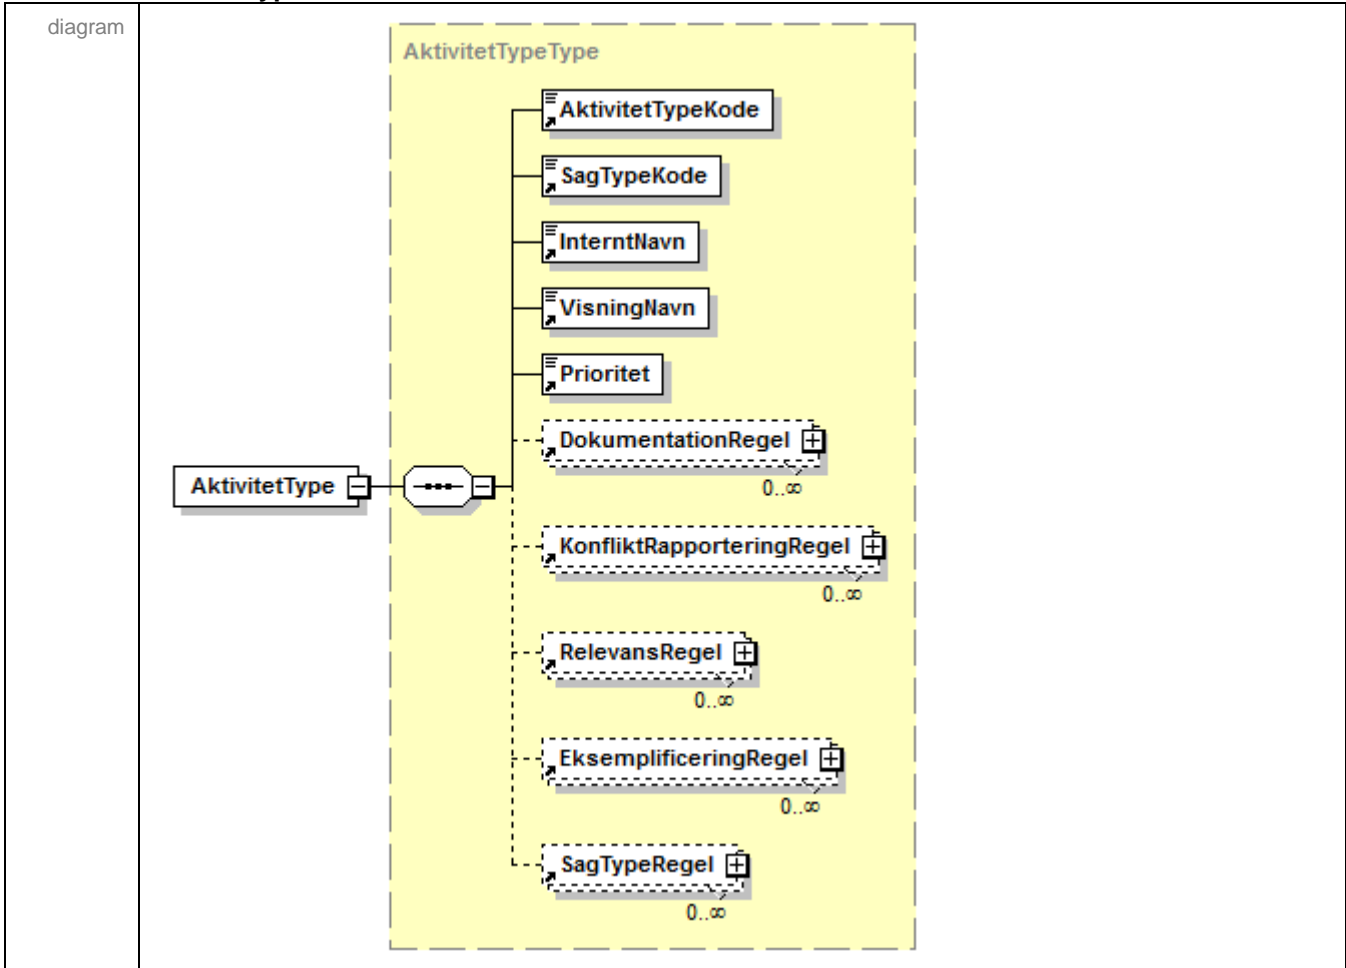 diagram
AktivitetTypeType
AktivitetTypeKode
SagTypeKode
InterntNavn
VisningNavn
Prioritet
DokumentationRegel
0..∞
AktivitetType
KonfliktRapporteringRegel
0..∞
RelevansRegel
0..∞
EksemplificeringRegel
0..∞
SagTypeRegel
0..∞